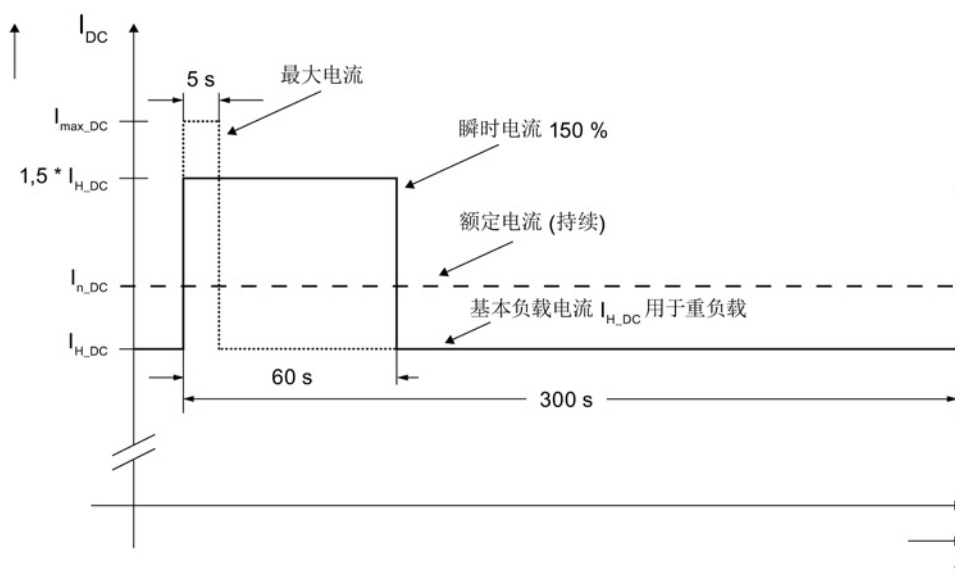 I_DC
5 s
最大电流
I_max_DC
瞬时电流 150 %
1,5 * I_H_DC
额定电流 (持续)
I_n_DC
基本负载电流 I_H_DC 用于重负载
I_H_DC
60 s
300 s